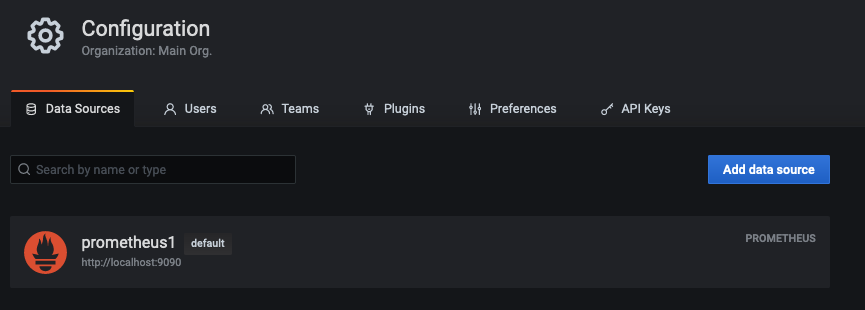 Configuration
Organization: Main Org.
Data Sources Users Teams Plugins Preferences API Keys
Search by name or type Add data source
prometheus1 default PROMETHEUS
http://localhost:9090